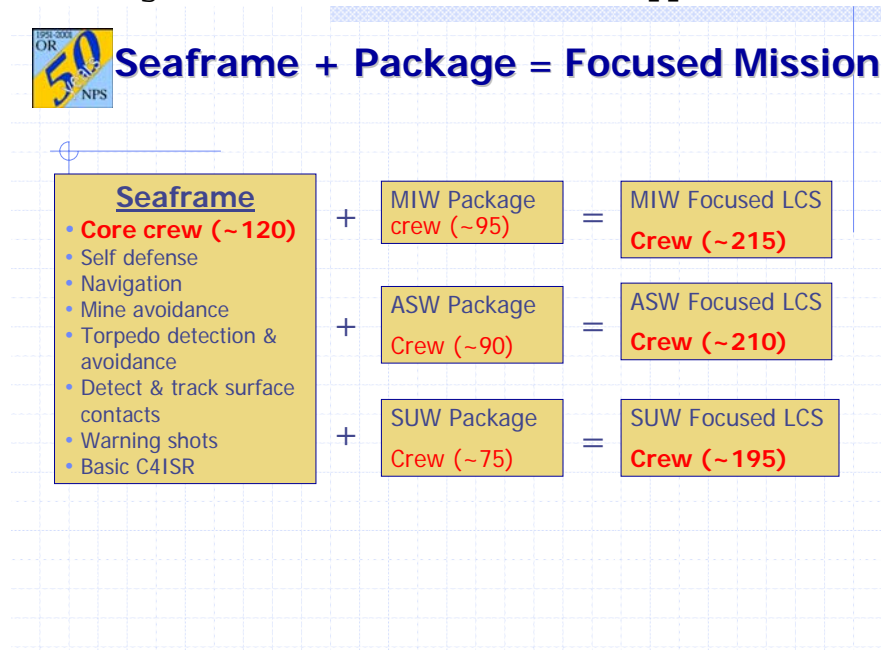 1951-2001
OR
50
years
NPS
Seaframe + Package = Focused Mission
Seaframe
• Core crew (~120)
• Self defense
• Navigation
• Mine avoidance
• Torpedo detection &
avoidance
• Detect & track surface
contacts
• Warning shots
• Basic C4ISR
+
MIW Package
crew (~95)
=
MIW Focused LCS
Crew (~215)
+
ASW Package
Crew (~90)
=
ASW Focused LCS
Crew (~210)
+
SUW Package
Crew (~75)
=
SUW Focused LCS
Crew (~195)